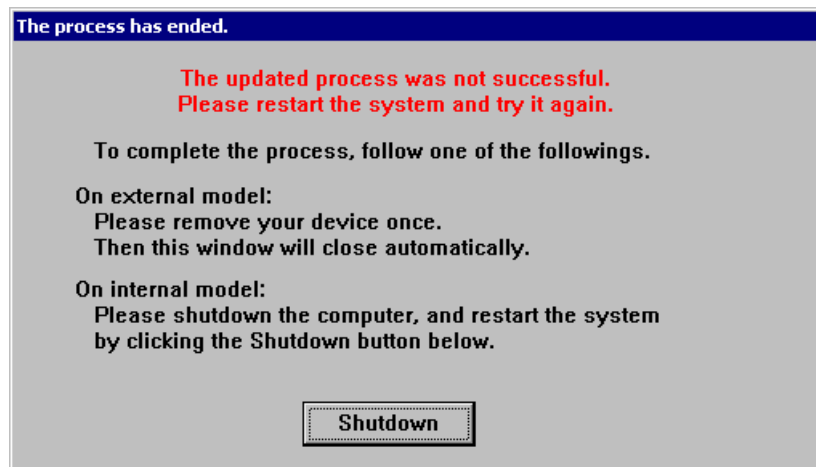 The process has ended.
The updated process was not successful.
Please restart the system and try it again.
To complete the process, follow one of the followings.
On external model:
Please remove your device once.
Then this window will close automatically.
On internal model:
Please shutdown the computer, and restart the system
by clicking the Shutdown button below.
Shutdown